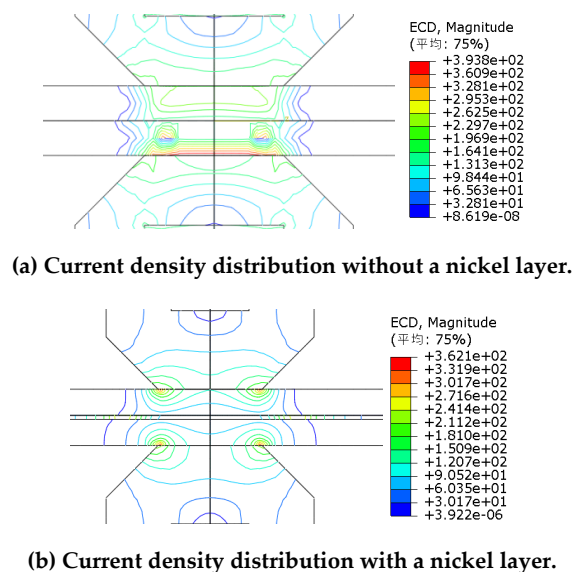 ECD, Magnitude
(平均: 75%)
+3.938e+02
+3.609e+02
+3.281e+02
+2.953e+02
+2.625e+02
+2.297e+02
+1.969e+02
+1.641e+02
+1.313e+02
+9.844e+01
+6.563e+01
+3.281e+01
+8.619e-08
(a) Current density distribution without a nickel layer.
ECD, Magnitude
(平均: 75%)
+3.621e+02
+3.319e+02
+3.017e+02
+2.716e+02
+2.414e+02
+2.112e+02
+1.810e+02
+1.509e+02
+1.207e+02
+9.052e+01
+6.035e+01
+3.017e+01
+3.922e-06
(b) Current density distribution with a nickel layer.